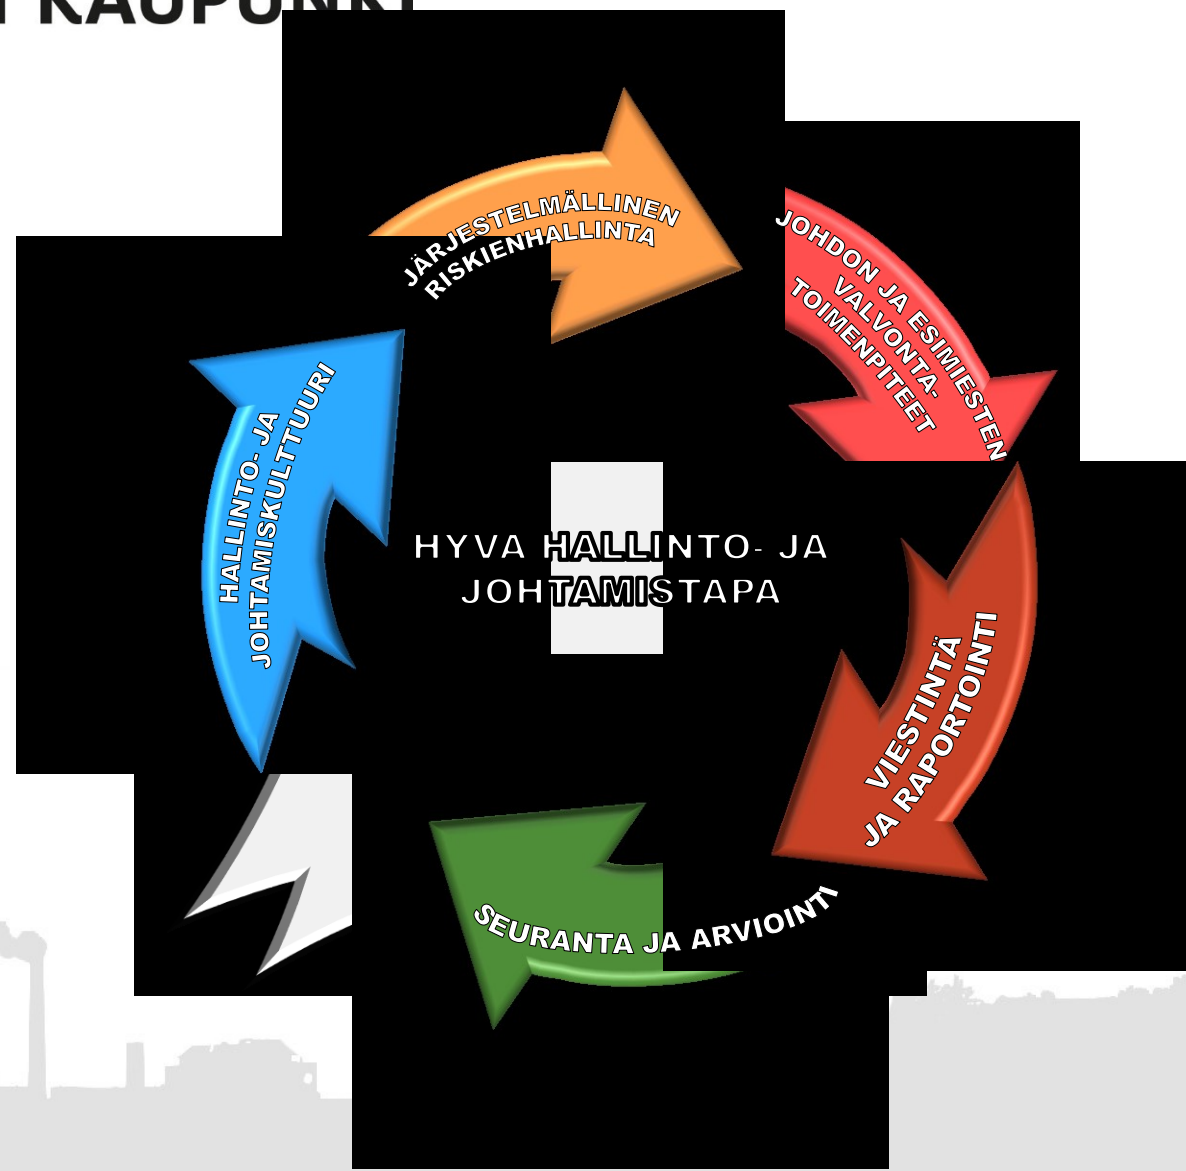 KAUPUNKI
JÄRJESTELMÄLLINEN
RISKIENHALLINTA
JOHDON JA ESIMIESTEN
VALVONTA-
TOIMENPITEET
HALLINTO- JA
JOHTAMISKULTTUURI
HYVA HALLINTO- JA
JOHTAMISTAPA
VIESTINTÄ
JA RAPORTOINTI
SEURANTA JA ARVIOINTI